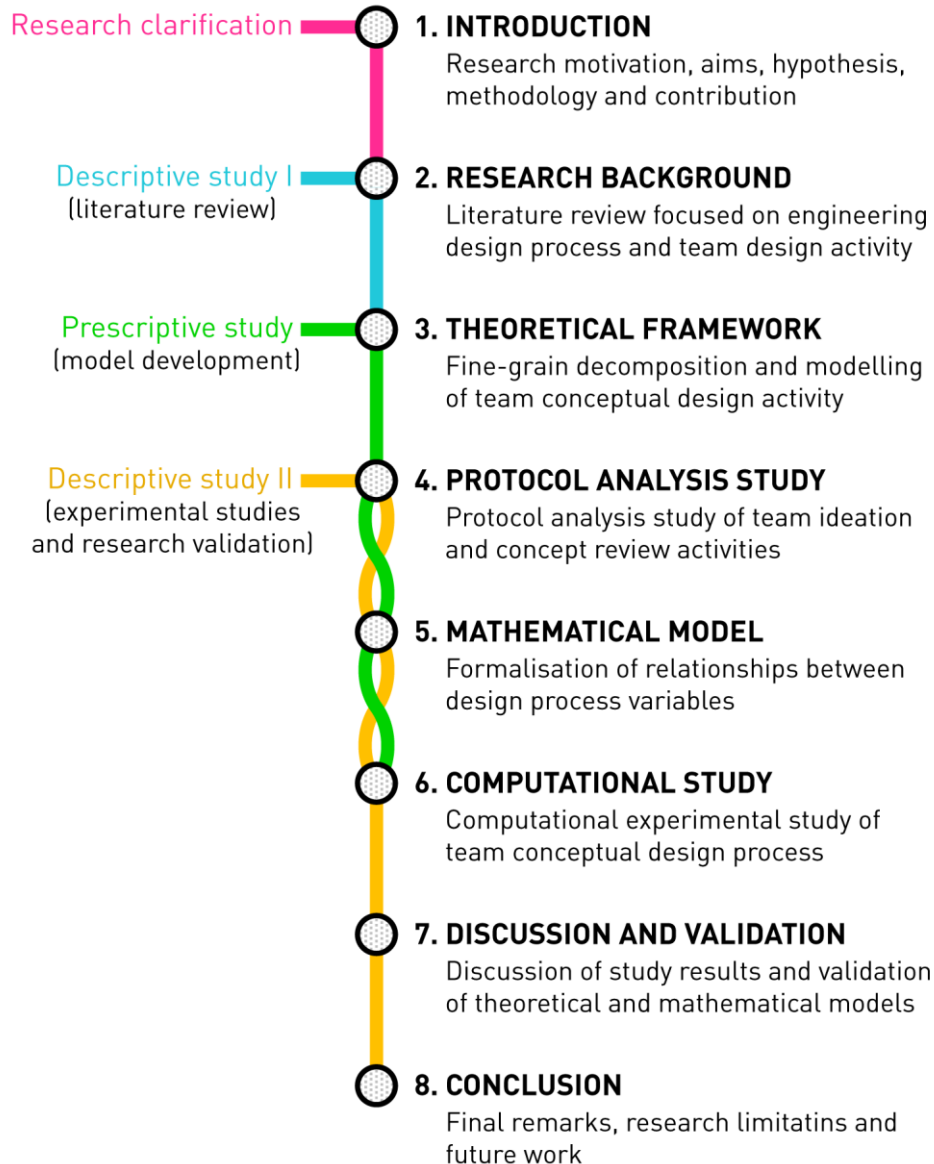 Research clarification
1. INTRODUCTION
Research motivation, aims, hypothesis,
methodology and contribution
Descriptive study I
(literature review)
2. RESEARCH BACKGROUND
Literature review focused on engineering
design process and team design activity
Prescriptive study
(model development)
3. THEORETICAL FRAMEWORK
Fine-grain decomposition and modelling
of team conceptual design activity
Descriptive study II
(experimental studies
and research validation)
4. PROTOCOL ANALYSIS STUDY
Protocol analysis study of team ideation
and concept review activities
5. MATHEMATICAL MODEL
Formalisation of relationships between
design process variables
6. COMPUTATIONAL STUDY
Computational experimental study of
team conceptual design process
7. DISCUSSION AND VALIDATION
Discussion of study results and validation
of theoretical and mathematical models
8. CONCLUSION
Final remarks, research limitatins and
future work